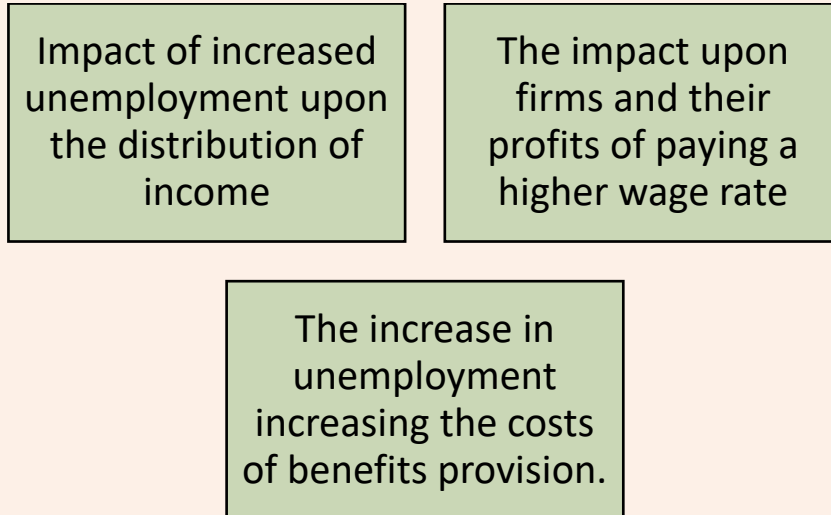 Impact of increased
unemployment upon
the distribution of
income
The impact upon
firms and their
profits of paying a
higher wage rate
The increase in
unemployment
increasing the costs
of benefits provision.